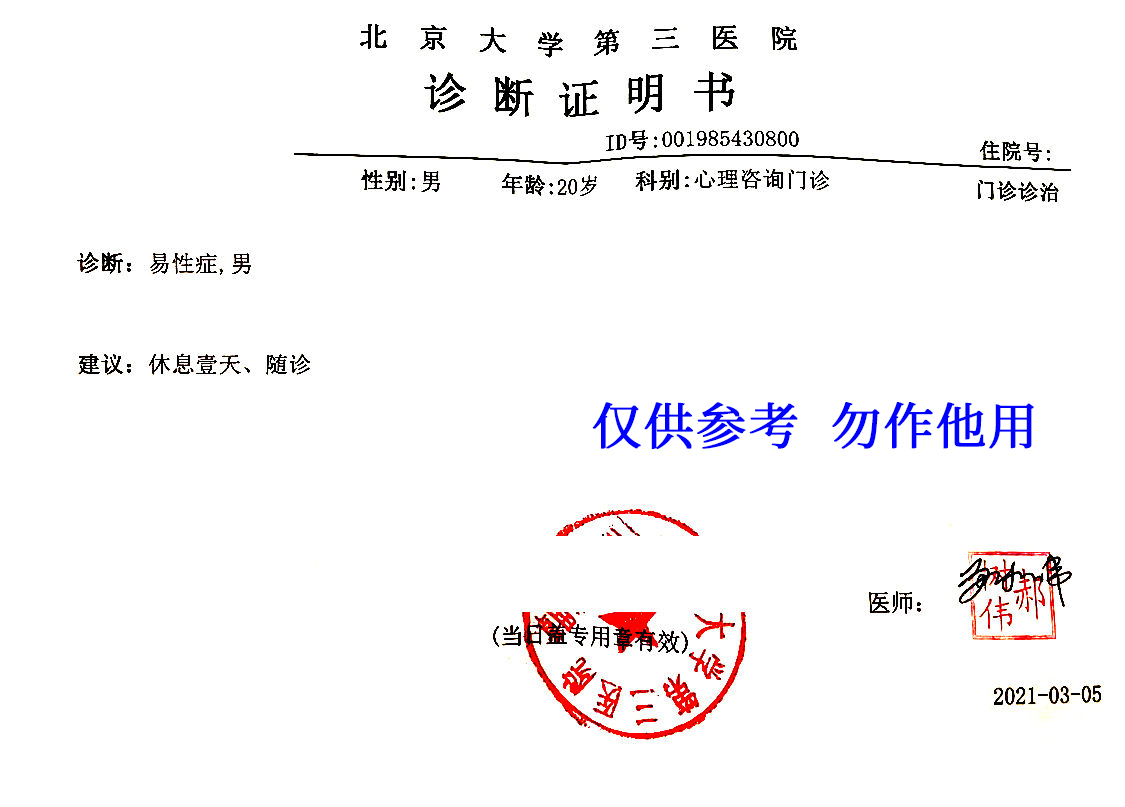 北京大学第三医院
诊断证明书
ID号:001985430800
住院号:
性别:男 年龄:20岁 科别:心理咨询门诊 门诊诊治
诊断：易性症,男
建议：休息壹天、随诊
仅供参考 勿作他用
医师：
郝
伟
(当日盖专用章有效)
大学第三医院
2021-03-05